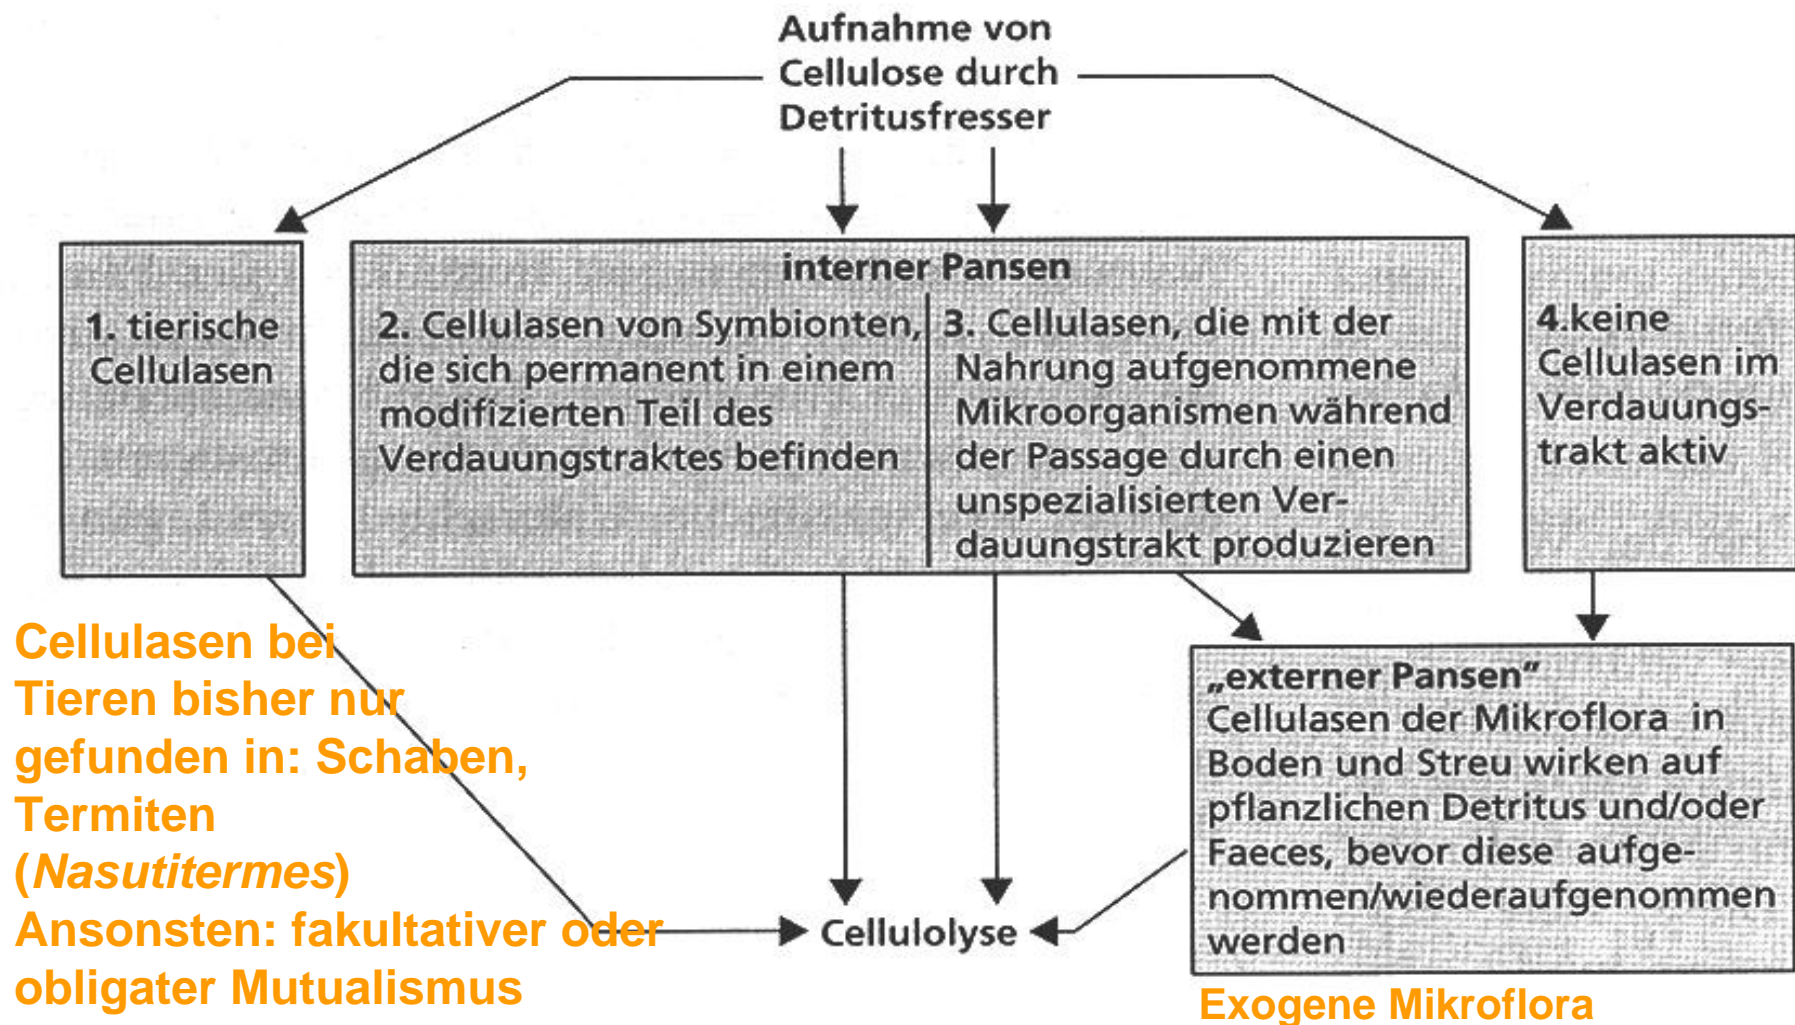 Aufnahme von
Cellulose durch
Detritusfresser
1. tierische
Cellulasen
interner Pansen
2. Cellulasen von Symbionten,
die sich permanent in einem
modifizierten Teil des
Verdauungstraktes befinden
3. Cellulasen, die mit der
Nahrung aufgenommene
Mikroorganismen während
der Passage durch einen
unspezialisierten Ver-
dauungstrakt produzieren
4.keine
Cellulasen im
Verdauungs-
trakt aktiv
Cellulasen bei
Tieren bisher nur
gefunden in: Schaben,
Termiten
(Nasutitermes)
Ansonsten: fakultativer oder
obligater Mutualismus
Cellulolyse
„externer Pansen"
Cellulasen der Mikroflora in
Boden und Streu wirken auf
pflanzlichen Detritus und/oder
Faeces, bevor diese aufge-
nommen/wiederaufgenommen
werden
Exogene Mikroflora